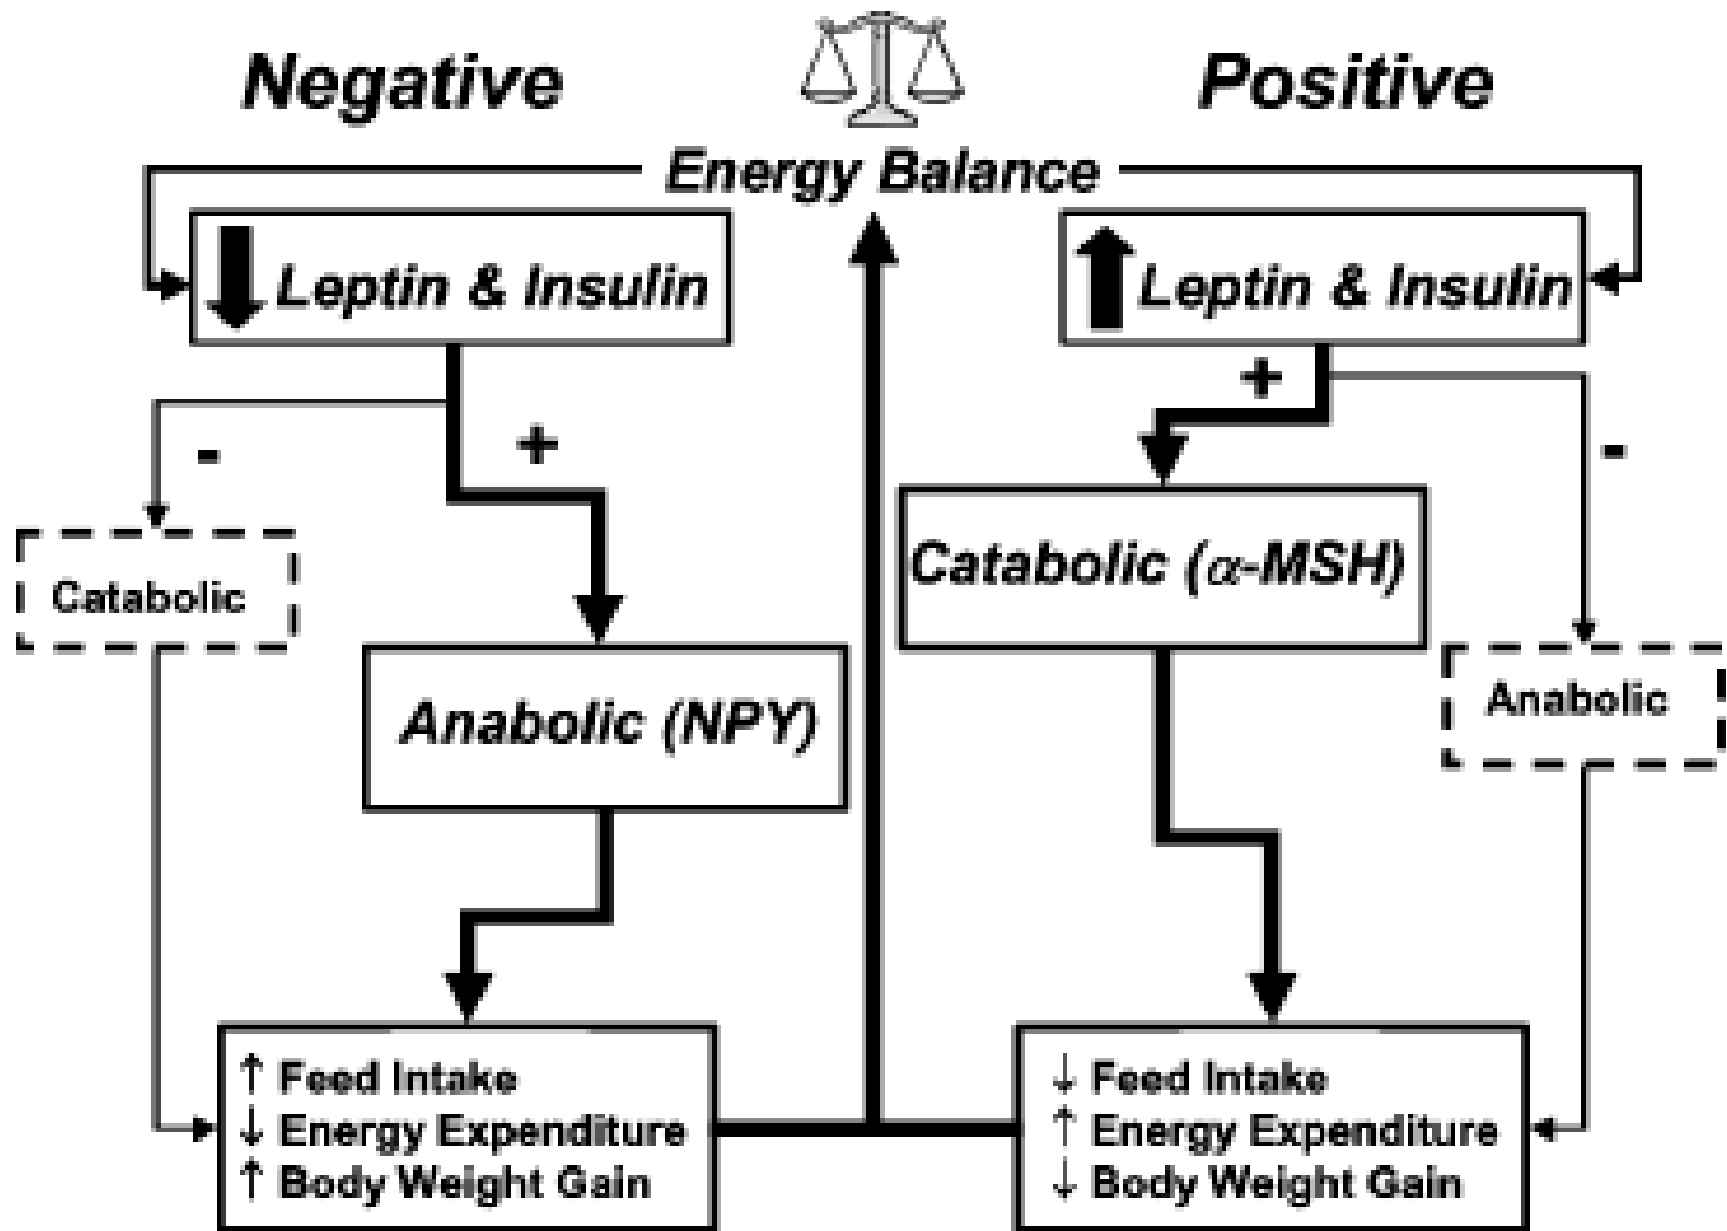 Negative
Positive
Energy Balance
Leptin & Insulin
Leptin & Insulin
+
-
+
-
Catabolic
Catabolic (α-MSH)
Anabolic (NPY)
Anabolic
↑ Feed Intake
↓ Energy Expenditure
↑ Body Weight Gain
↓ Feed Intake
↑ Energy Expenditure
↓ Body Weight Gain